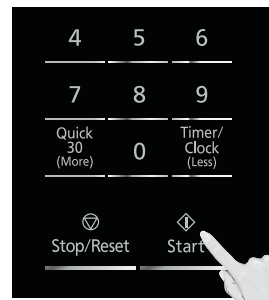 4 5 6
7 8 9
Quick
30
(More)
0
Timer/
Clock
(Less)
Stop/Reset Start